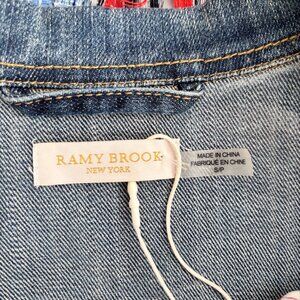 RAMY BROOK
NEW YORK
MADE IN CHINA
FABRIQUÉ EN CHINE
S/P